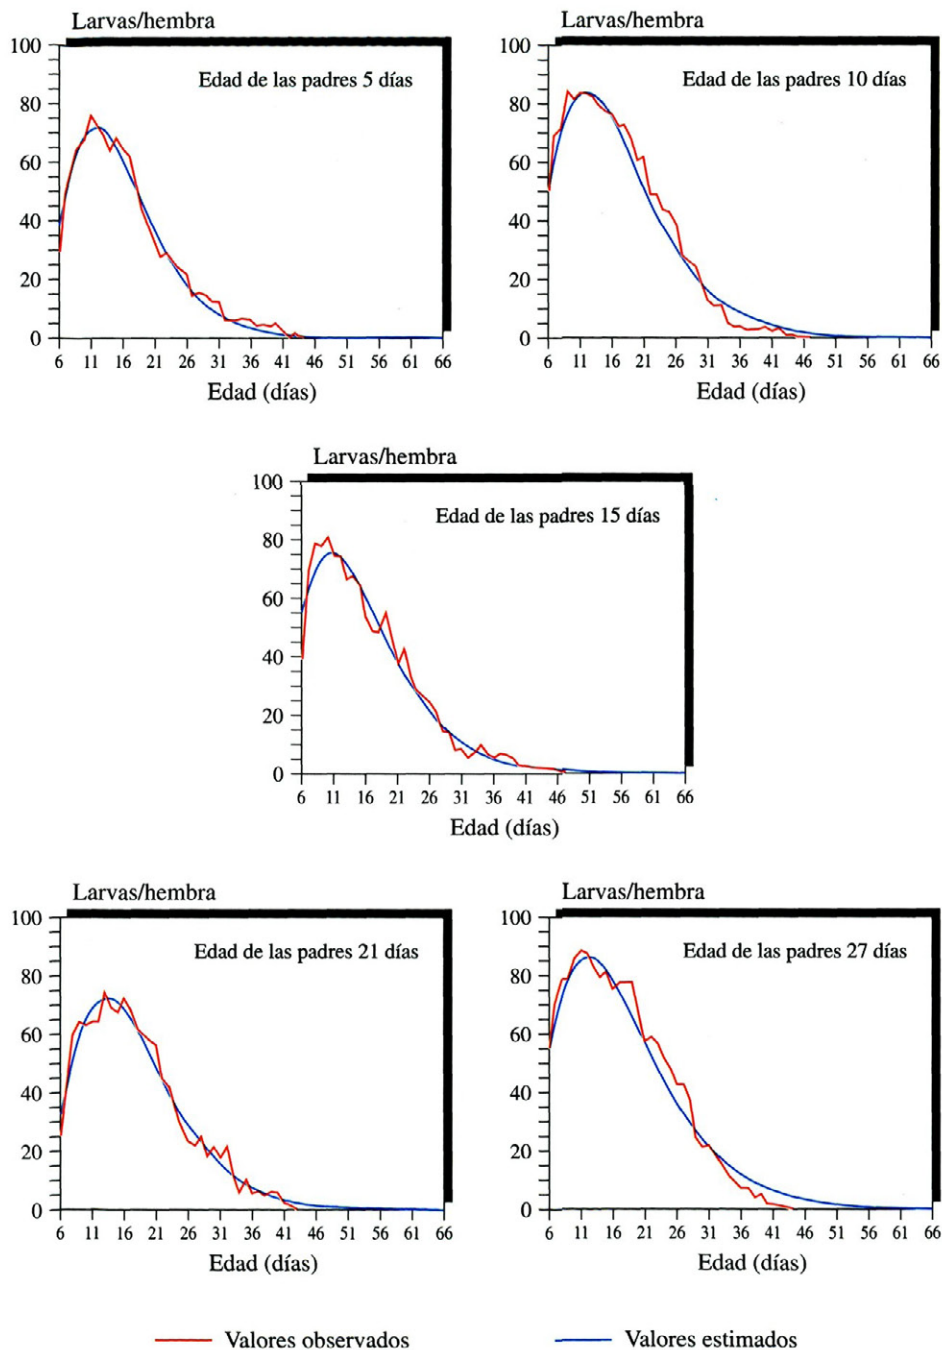 Larvas/hembra
100
80
60
40
20
0
Edad de las padres 5 días
6 11 16 21 26 31 36 41 46 51 56 61 66
Edad (días)
Larvas/hembra
100
80
60
40
20
0
Edad de las padres 10 días
6 11 16 21 26 31 36 41 46 51 56 61 66
Edad (días)
Larvas/hembra
100
80
60
40
20
0
Edad de las padres 15 días
6 11 16 21 26 31 36 41 46 51 56 61 66
Edad (días)
Larvas/hembra
100
80
60
40
20
0
Edad de las padres 21 días
6 11 16 21 26 31 36 41 46 51 56 61 66
Edad (días)
Larvas/hembra
100
80
60
40
20
0
Edad de las padres 27 días
6 11 16 21 26 31 36 41 46 51 56 61 66
Edad (días)
Valores observados
Valores estimados